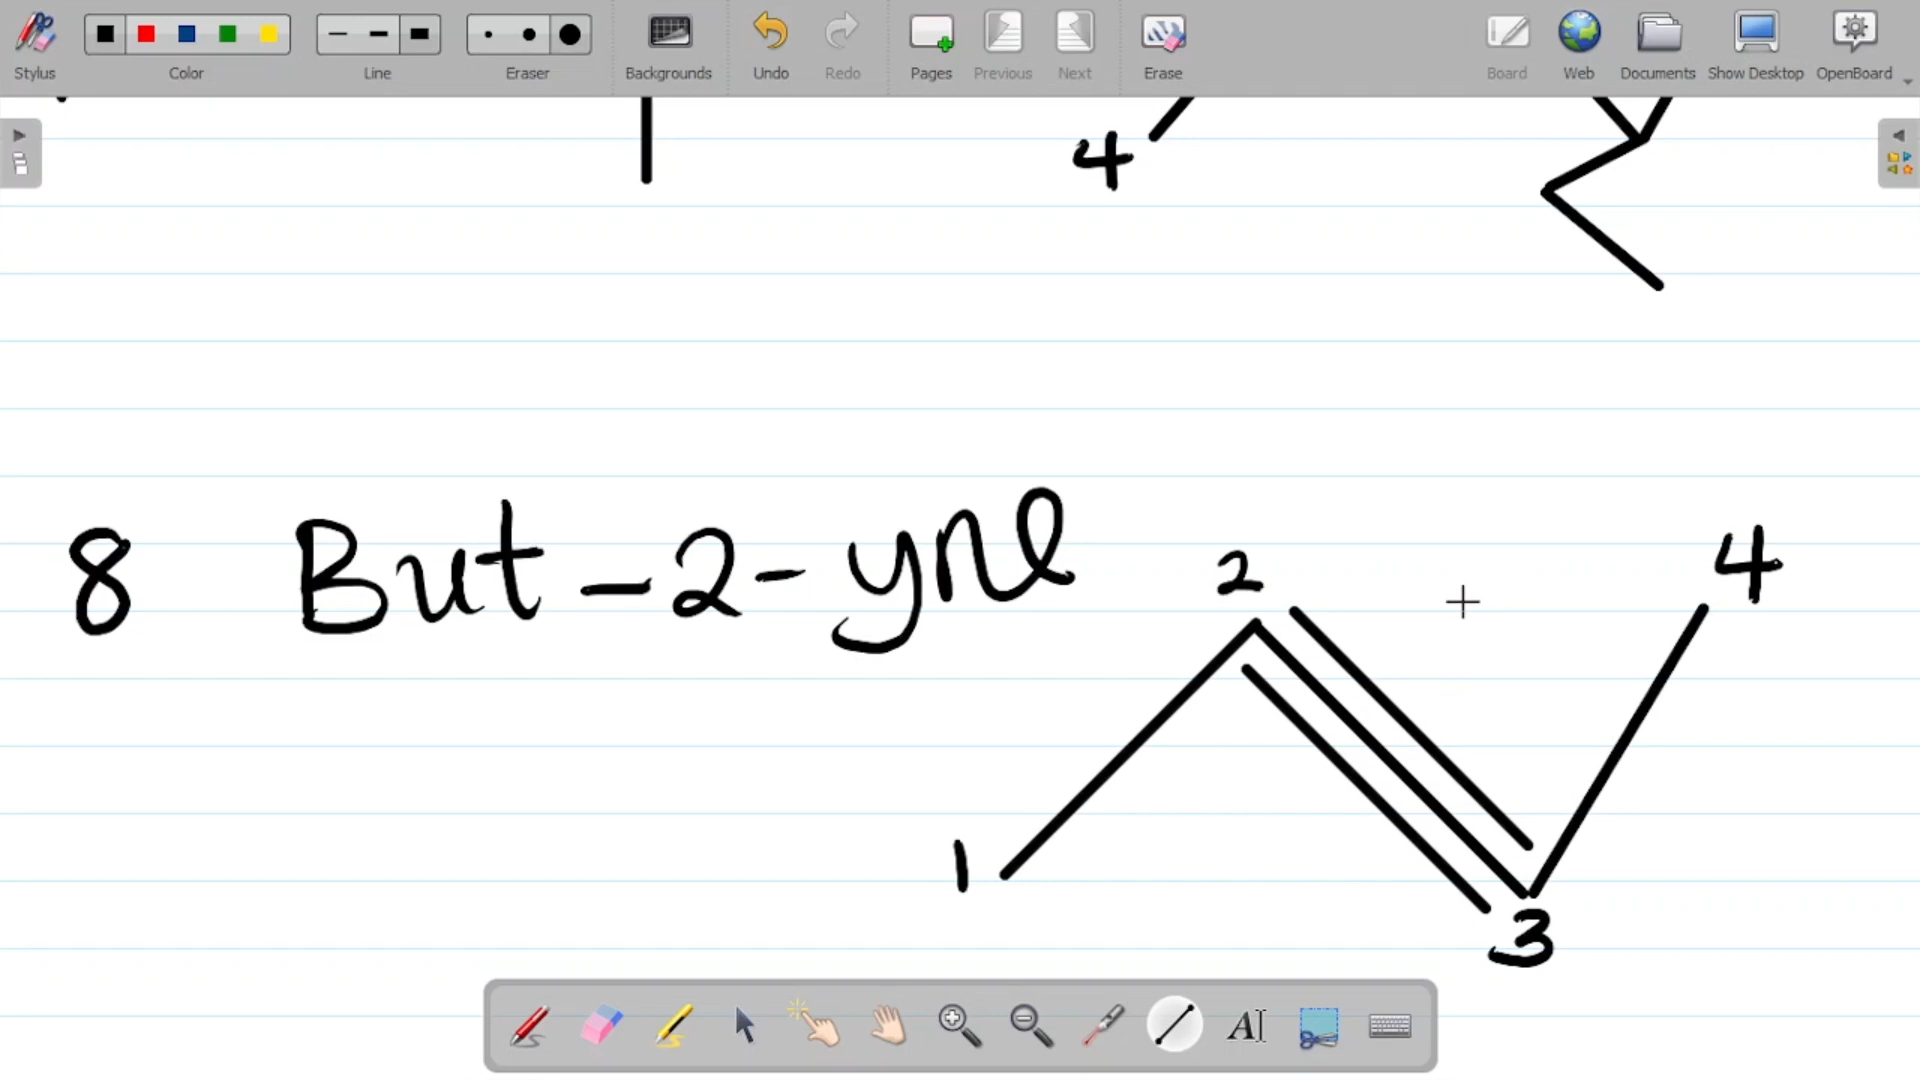 Stylus
Color
Line
Eraser
Backgrounds
Undo
Redo
Pages
Previous
Next
Erase
Board
Web
Documents
Show Desktop
OpenBoard
4
8 But-2-yne
2
4
1
3
A